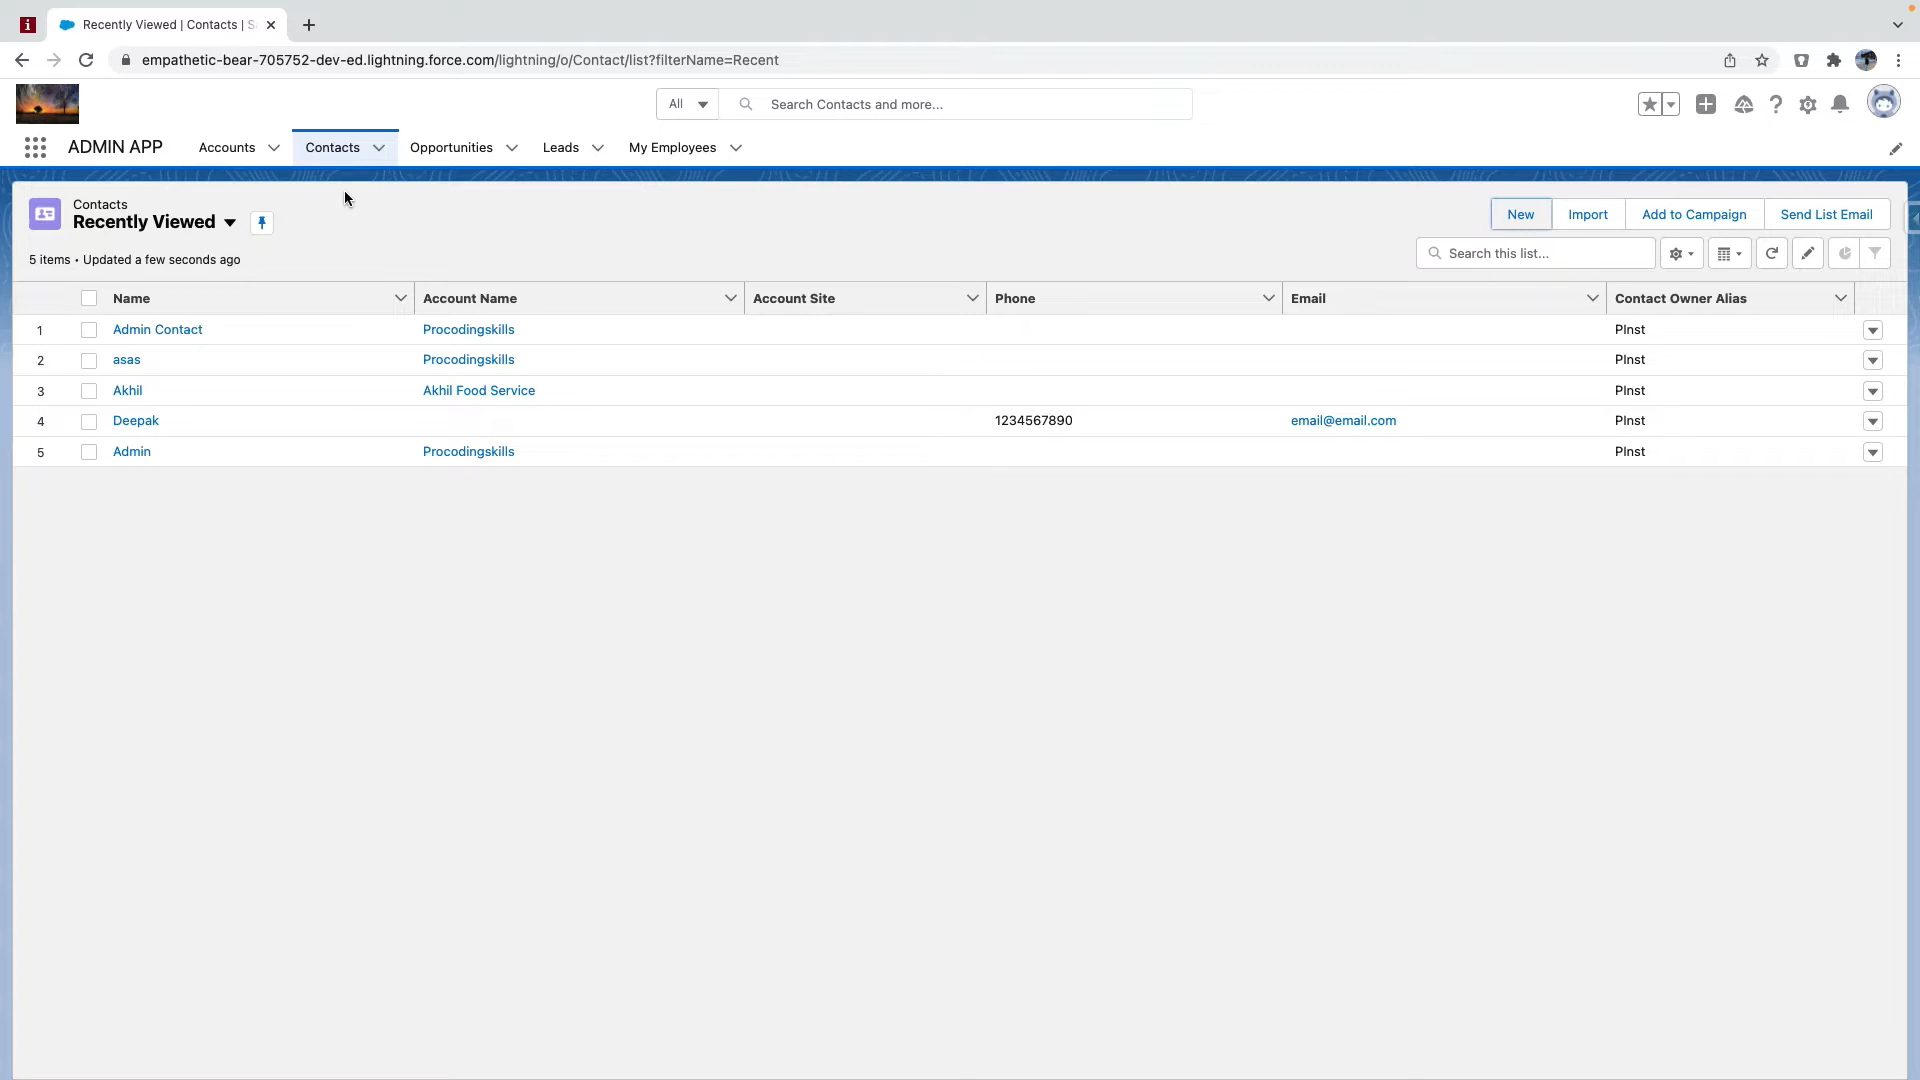 Recently Viewed | Contacts | S
empathetic-bear-705752-dev-ed.lightning.force.com/lightning/o/Contact/list?filterName=Recent
All Search Contacts and more...
ADMIN APP Accounts Contacts Opportunities Leads My Employees
Contacts
Recently Viewed
New Import Add to Campaign Send List Email
5 items • Updated a few seconds ago
Search this list...
Name Account Name Account Site Phone Email Contact Owner Alias
1 Admin Contact Procodingskills PInst
2 asas Procodingskills PInst
3 Akhil Akhil Food Service PInst
4 Deepak 1234567890 email@email.com PInst
5 Admin Procodingskills PInst